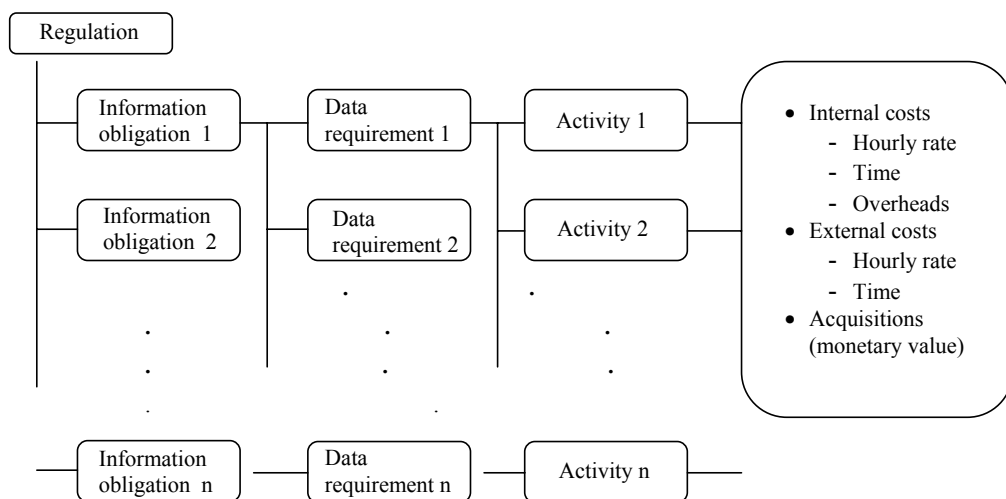 Regulation
Information
obligation 1
Data
requirement 1
Activity 1
Information
obligation 2
Data
requirement 2
Activity 2
Information
obligation n
Data
requirement n
Activity n
• Internal costs
- Hourly rate
- Time
- Overheads
• External costs
- Hourly rate
- Time
• Acquisitions
(monetary value)